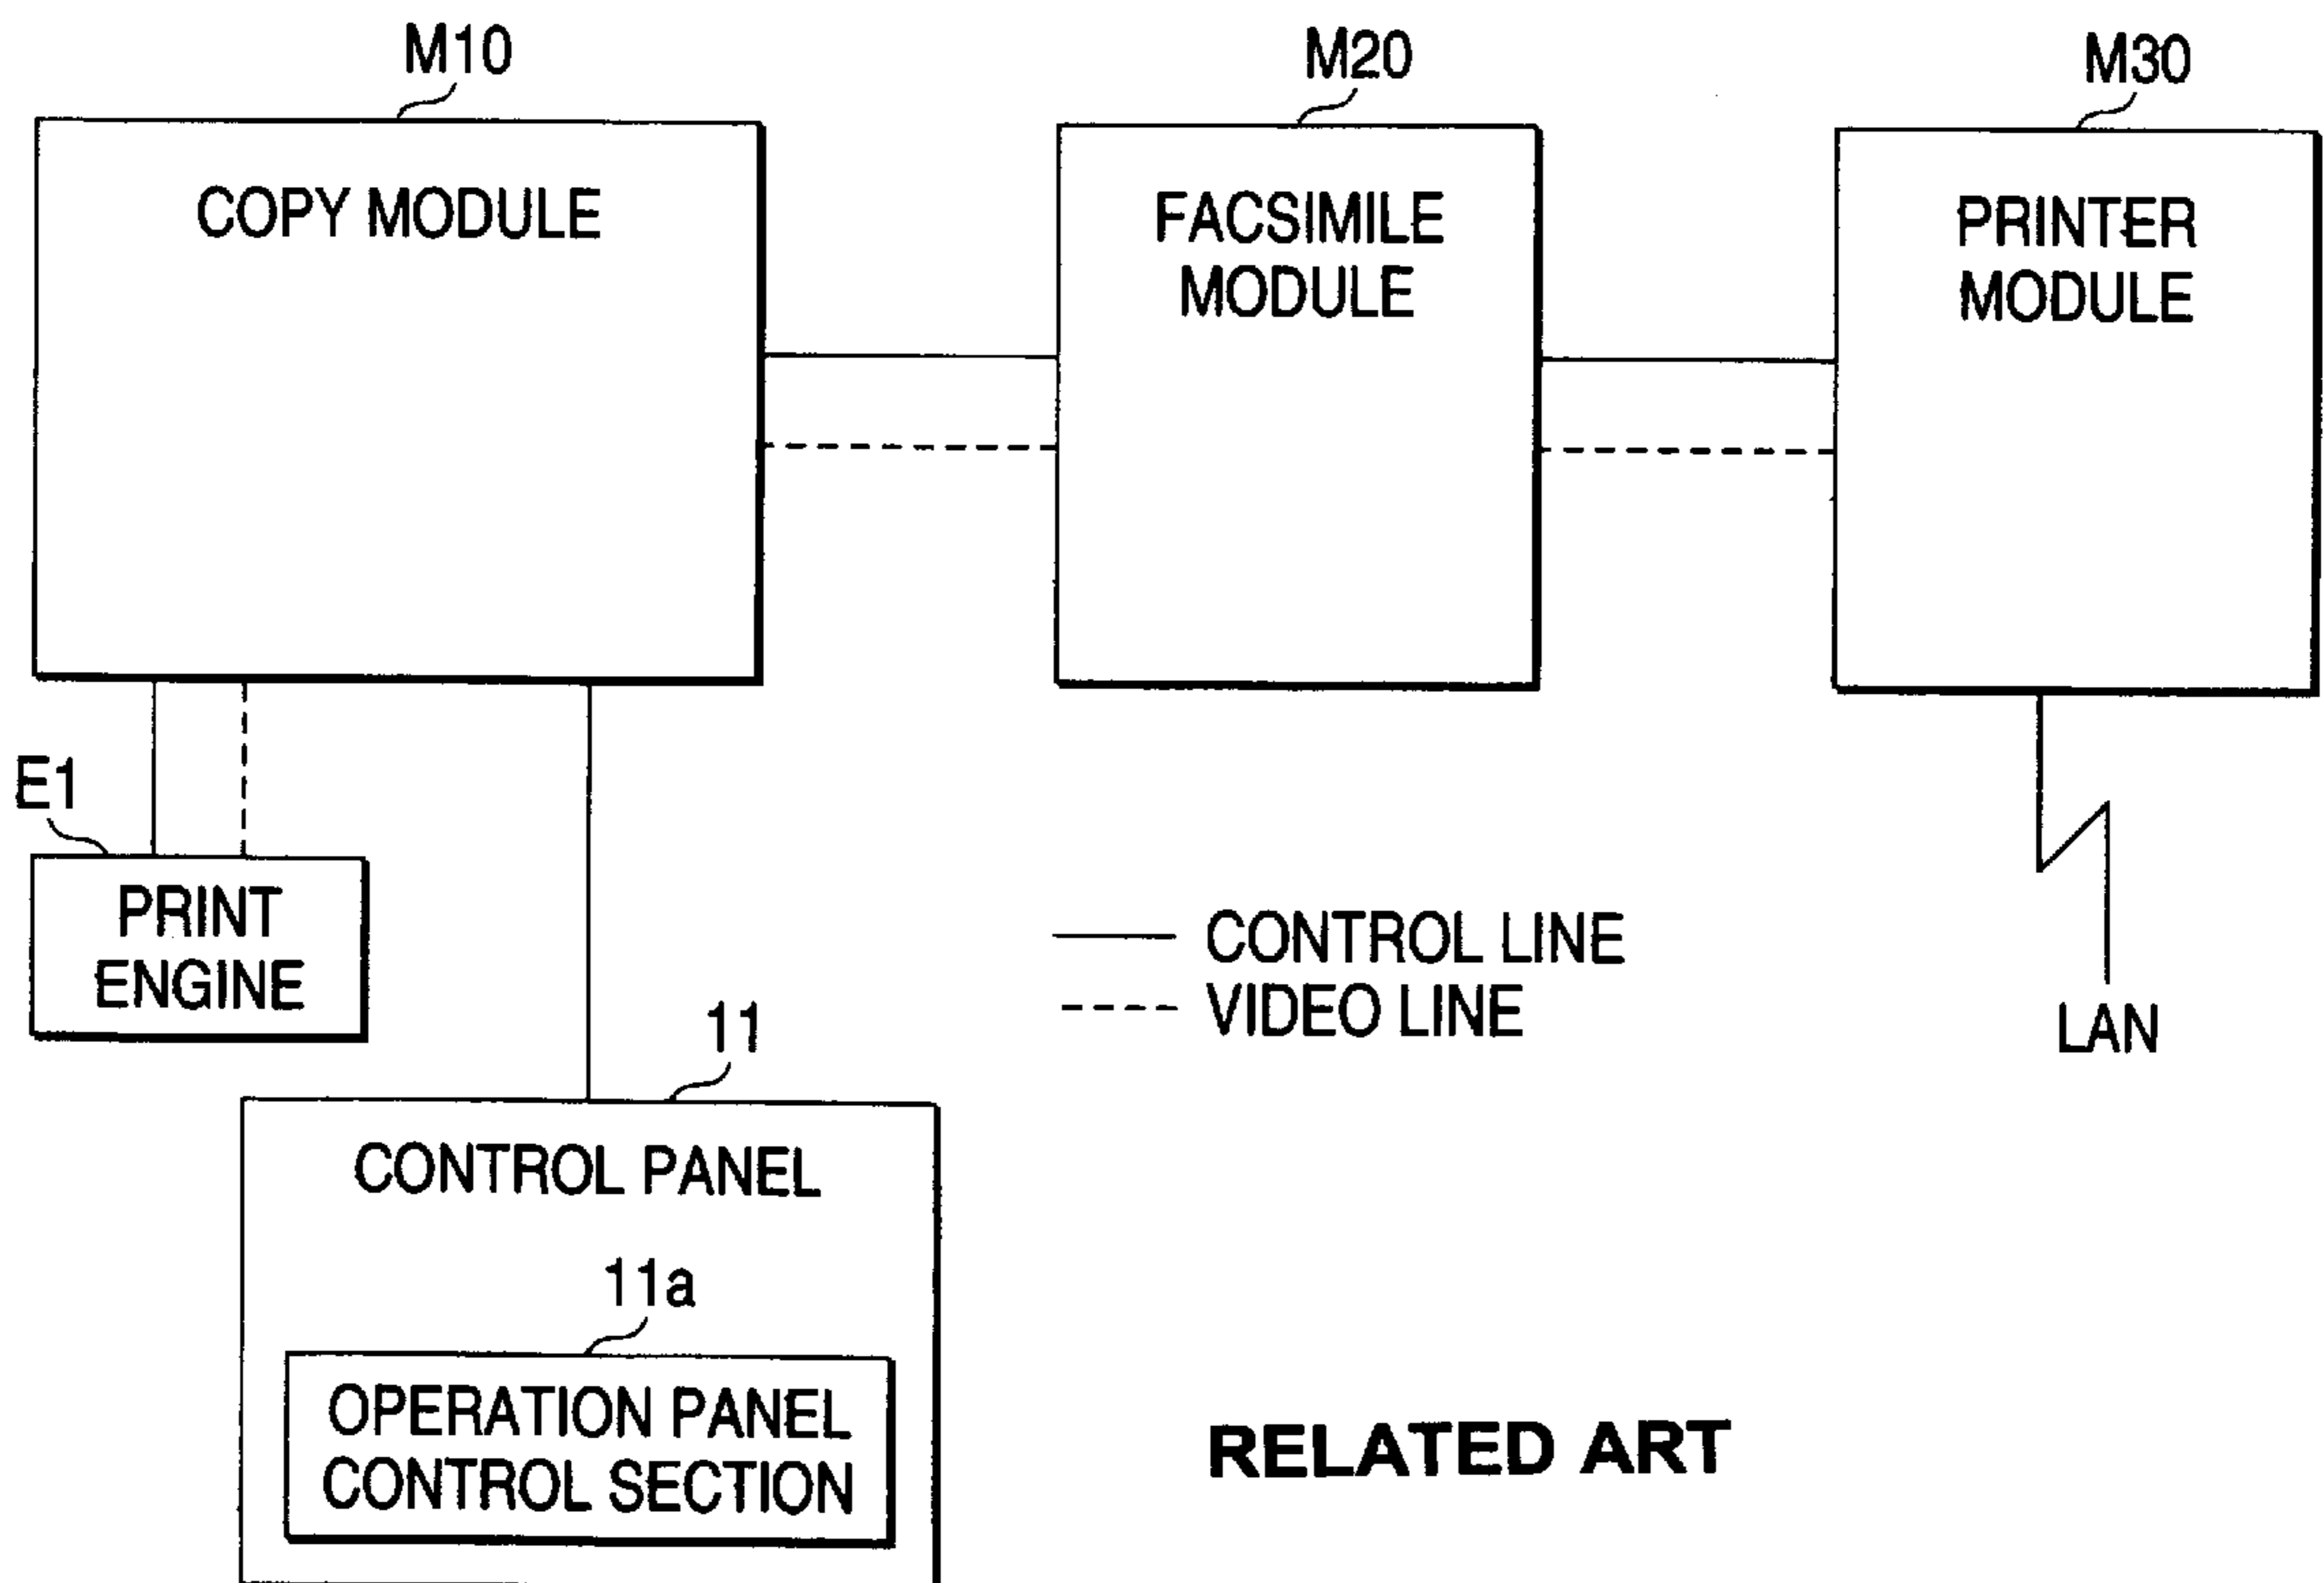 M10
M20
M30
COPY MODULE
FACSIMILE
MODULE
PRINTER
MODULE
E1
PRINT
ENGINE
CONTROL LINE
VIDEO LINE
LAN
11
CONTROL PANEL
11a
OPERATION PANEL
CONTROL SECTION
RELATED ART